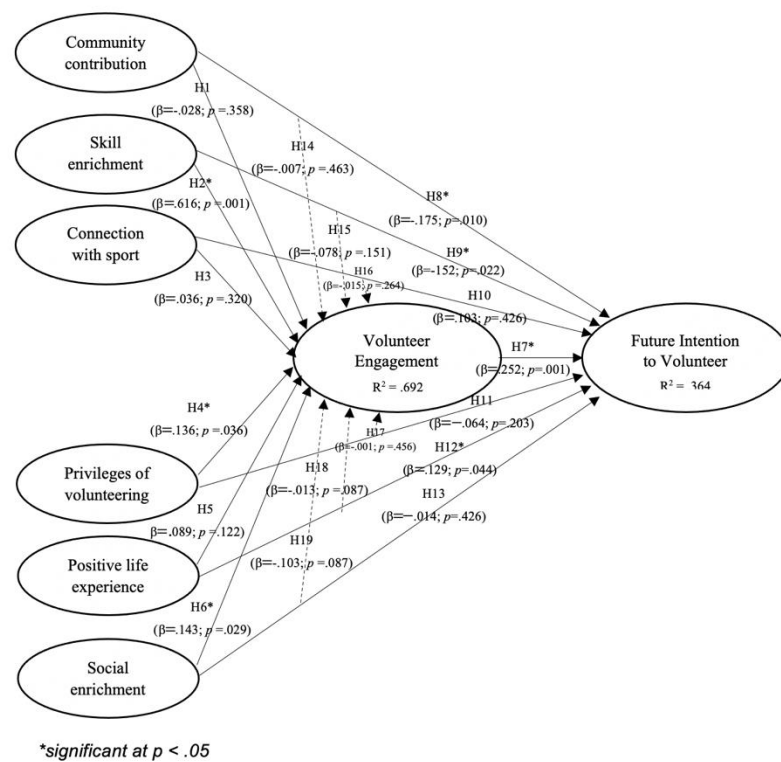 Community
contribution
H1
(β=-.028; p =.358)
Skill
enrichment
H14
(β=-.007; p =.463)
H2*
(β=.616; p =.001)
H8*
(β=-.175; p=.010)
Connection
with sport
H15
(β=-.078; p =.151)
H9*
(β=-152; p =.022)
H3
(β=.036; p =.320)
H16
(β=-.015; p =.264)
H10
(β=.103; p =.426)
Volunteer
Engagement
R² = .692
H7*
(β=.252; p =.001)
Future Intention
to Volunteer
R² = .364
H4*
(β=.136; p =.036)
H11
(β=-.064; p =.203)
Privileges of
volunteering
H17
(β=-.001; p =.456)
H12*
(β=.129; p=.044)
H18
(β=-.013; p =.087)
H5
β=.089; p =.122)
H13
(β=-.014; p =.426)
Positive life
experience
H19
(β=-.103; p =.087)
H6*
(β=.143; p =.029)
Social
enrichment
*significant at p < .05